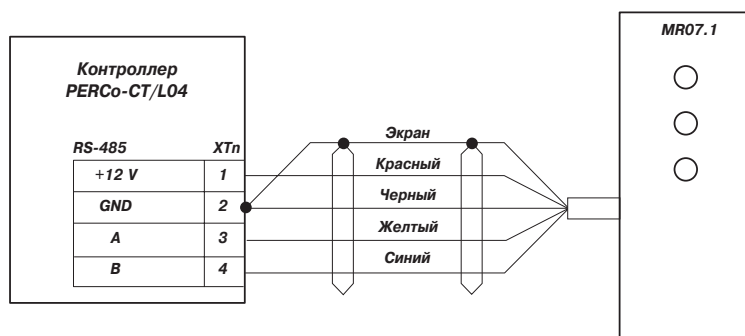 MR07.1
Контроллер
PERCo-CT/L04
RS-485 XTn
+12 V 1
GND 2
A 3
B 4
Экран
Красный
Черный
Желтый
Синий